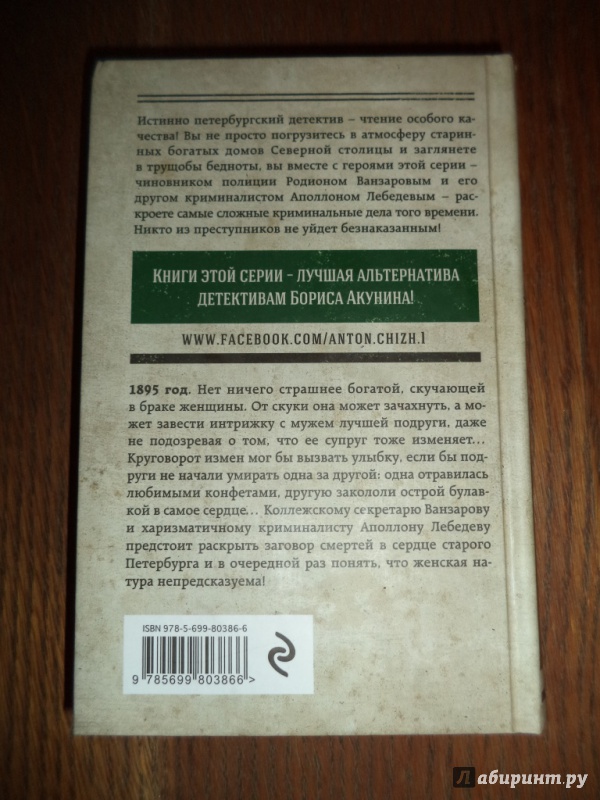 Истинно петербургский детектив – чтение особого ка-
чества! Вы не просто погрузитесь в атмосферу старин-
ных богатых домов Северной столицы и заглянете
в трущобы бедноты, вы вместе с героями этой серии –
чиновником полиции Родионом Ванзаровым и его
другом криминалистом Аполлоном Лебедевым – рас-
кроете самые сложные криминальные дела того времени.
Никто из преступников не уйдет безнаказанным!
Книги этой серии – лучшая альтернатива
детективам Бориса Акунина!
www.facebook.com/anton.chizh.1
1895 год. Нет ничего страшнее богатой, скучающей
в браке женщины. От скуки она может зачахнуть, а мо-
жет завести интрижку с мужем лучшей подруги, даже
не подозревая о том, что ее супруг тоже изменяет...
Круговорот измен мог бы вызвать улыбку, если бы под-
руги не начали умирать одна за другой: одна отравилась
любимыми конфетами, другую закололи острой булав-
кой в самое сердце... Коллежскому секретарю Ванзарову
и харизматичному криминалисту Аполлону Лебедеву
предстоит раскрыть заговор смертей в сердце старого
Петербурга и в очередной раз понять, что женская на-
тура непредсказуема!
ISBN 978-5-699-80386-6
9 785699 803866 >
Лабиринт.ру